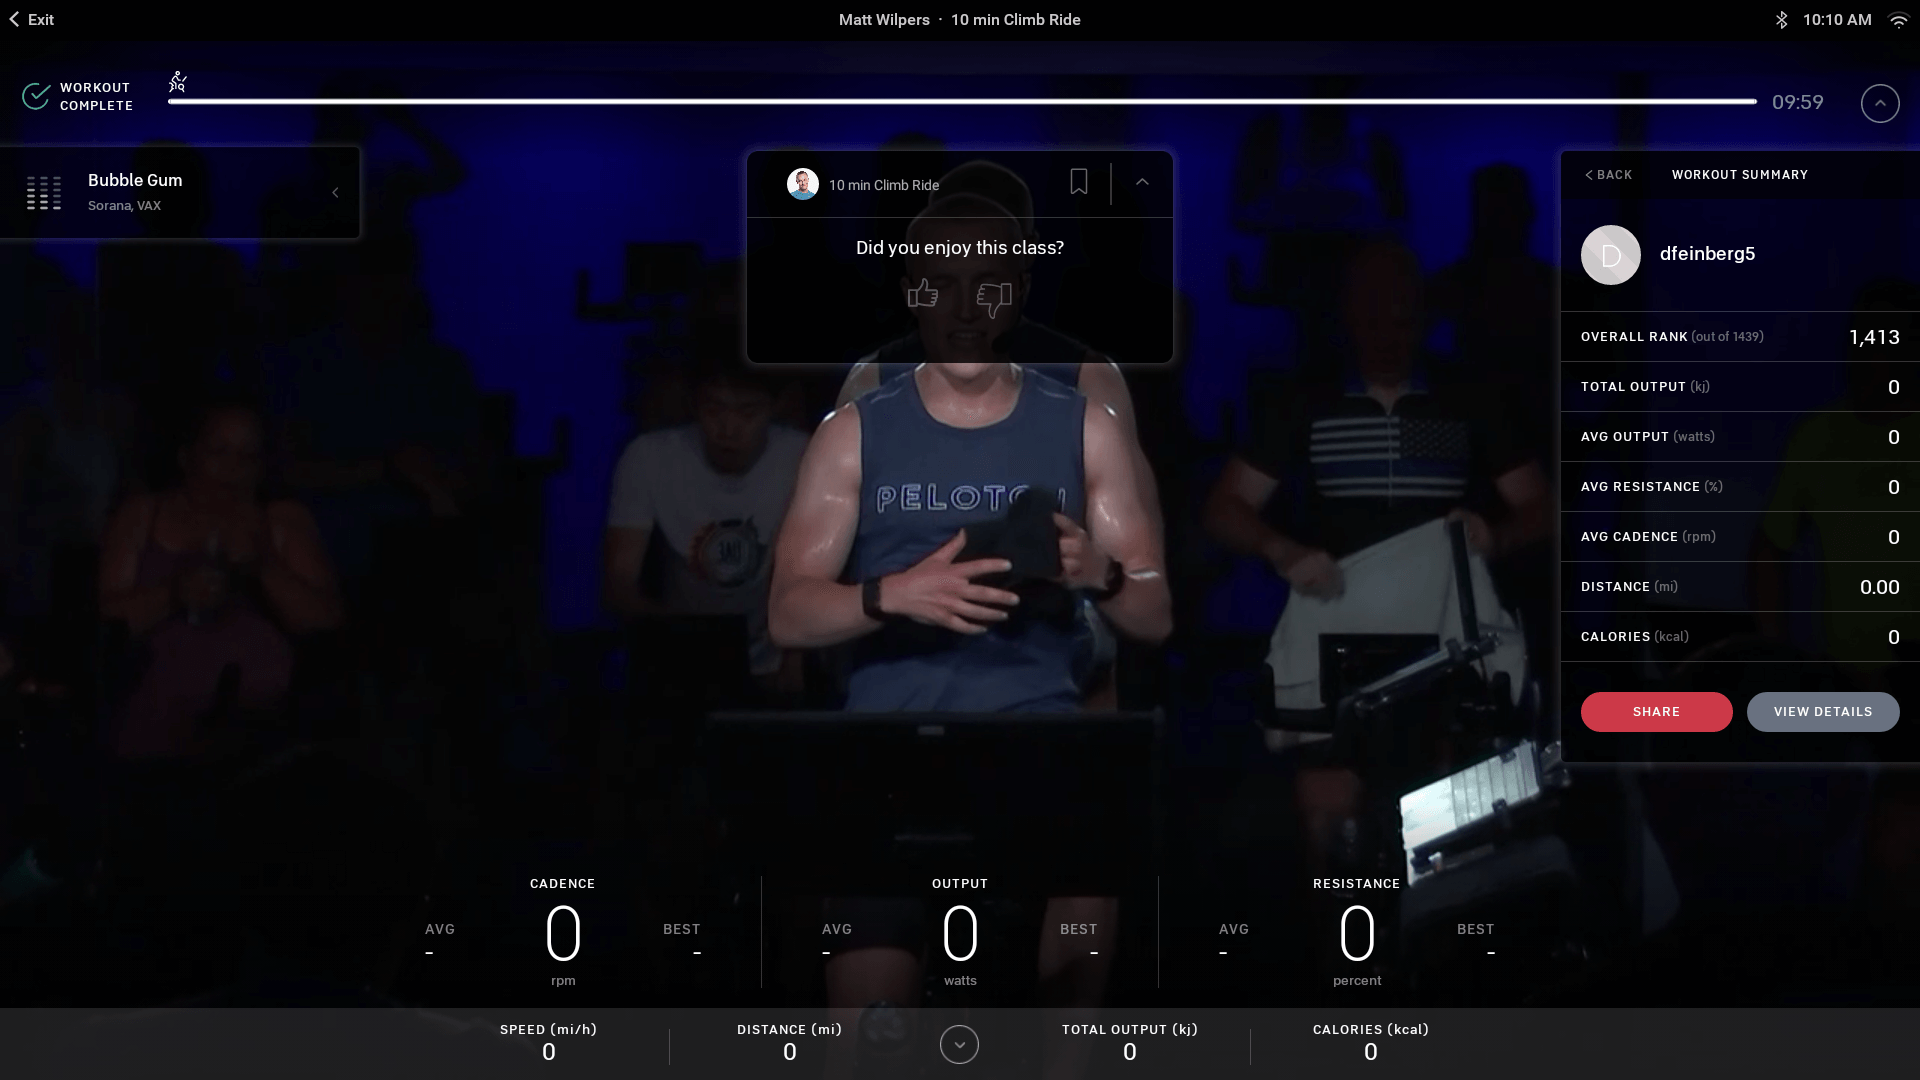 Exit
Matt Wilpers · 10 min Climb Ride
10:10 AM
WORKOUT
COMPLETE
09:59
Bubble Gum
Sorana, VAX
10 min Climb Ride
Did you enjoy this class?
BACK
WORKOUT SUMMARY
D
dfeinberg5
OVERALL RANK (out of 1439) 1,413
TOTAL OUTPUT (kj) 0
AVG OUTPUT (watts) 0
AVG RESISTANCE (%) 0
AVG CADENCE (rpm) 0
DISTANCE (mi) 0.00
CALORIES (kcal) 0
SHARE
VIEW DETAILS
PELOTON
CADENCE
AVG
-
0
BEST
-
rpm
OUTPUT
AVG
-
0
BEST
-
watts
RESISTANCE
AVG
-
0
BEST
-
percent
SPEED (mi/h)
0
DISTANCE (mi)
0
TOTAL OUTPUT (kj)
0
CALORIES (kcal)
0